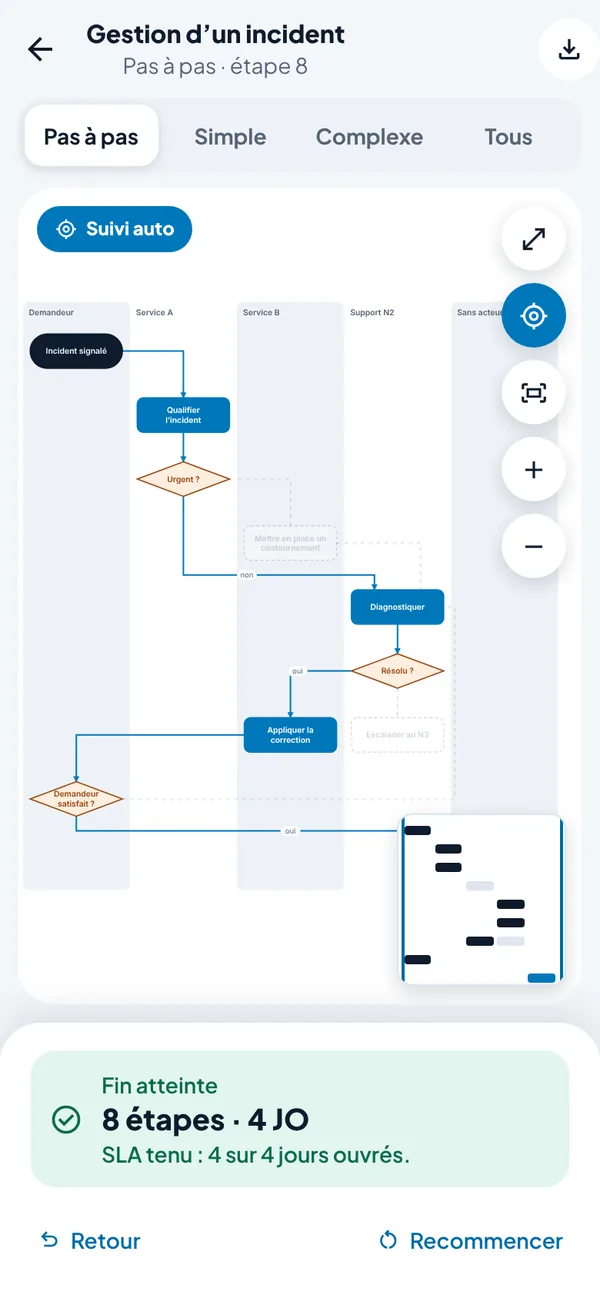 Gestion d’un incident
Pas à pas · étape 8
Pas à pas
Simple
Complexe
Tous
Suivi auto
Demandeur
Service A
Service B
Support N2
Sans acteur
Incident signalé
Qualifier
l'incident
Urgent ?
Mettre en place un
contournement
non
Diagnostiquer
oui
Résolu ?
Appliquer la
correction
Escalader au N3
Demandeur
satisfait ?
oui
Fin atteinte
8 étapes · 4 JO
SLA tenu : 4 sur 4 jours ouvrés.
Retour
Recommencer